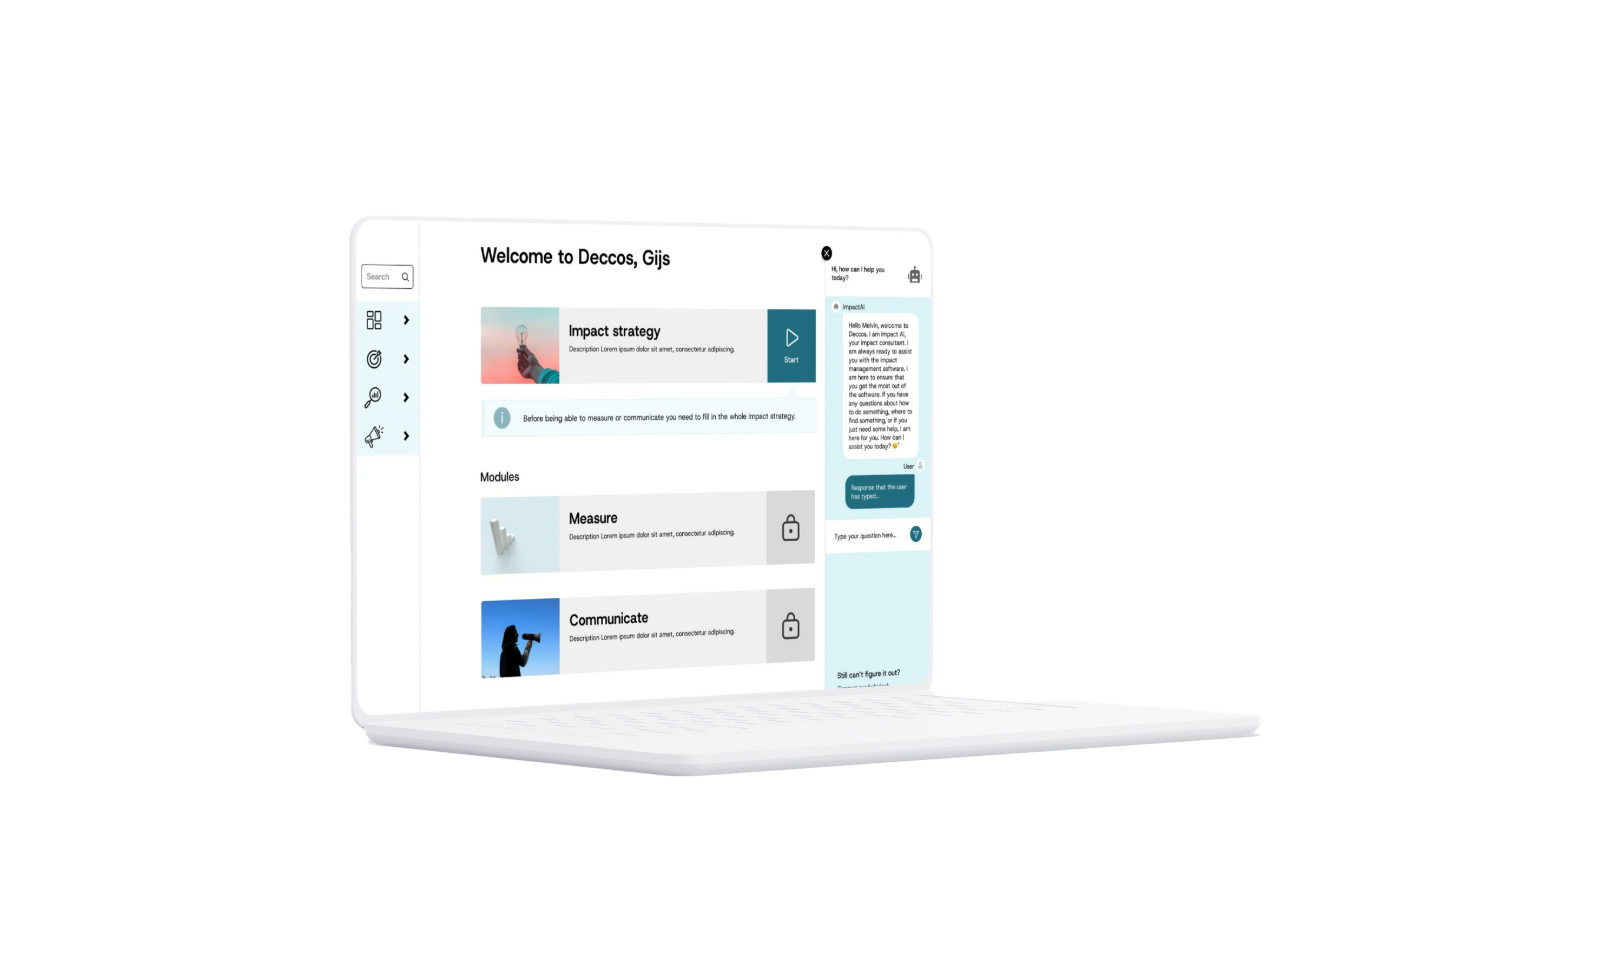 Welcome to Deccos, Gijs
Search
Impact strategy
Description Lorem ipsum dolor sit amet, consectetur adipiscing.
Start
Before being able to measure or communicate you need to fill in the whole Impact strategy.
Modules
Measure
Description Lorem ipsum dolor sit amet, consectetur adipiscing.
Communicate
Description Lorem ipsum dolor sit amet, consectetur adipiscing.
Hi, how can I help you
today?
ImpactAI
Hello Melvin, welcome to
Deccos. I am Impact AI,
your impact consultant. I
am always ready to assist
you with the impact
management software. I
am here to ensure that
you get the most out of
the software. If you have
any questions about how
to do something, where to
find something, or if you
just need some help, I am
here for you. How can I
assist you today? 😊
User
Response that the user
has typed...
Type your question here...
Still can't figure it out?